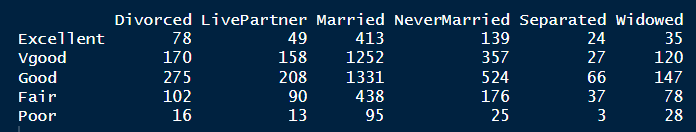 Divorced LivePartner Married NeverMarried Separated Widowed
Excellent 78 49 413 139 24 35
Vgood 170 158 1252 357 27 120
Good 275 208 1331 524 66 147
Fair 102 90 438 176 37 78
Poor 16 13 95 25 3 28